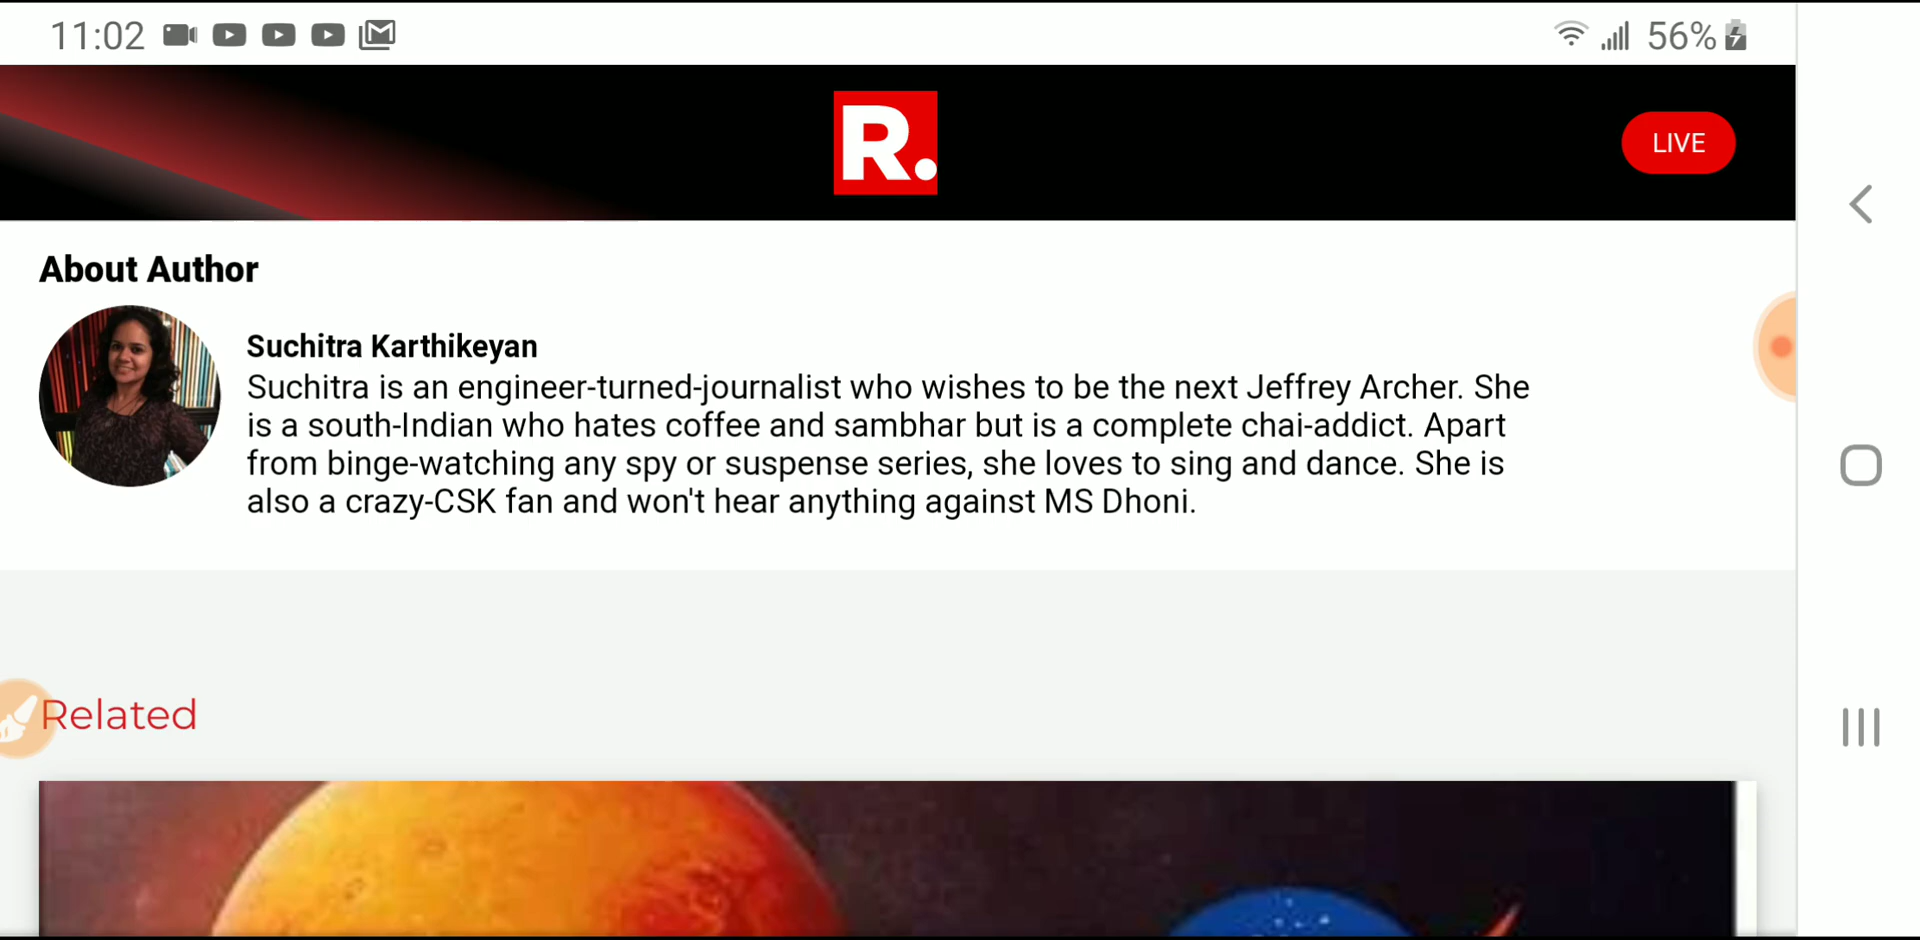 11:02
56%
R.
LIVE
About Author
Suchitra Karthikeyan
Suchitra is an engineer-turned-journalist who wishes to be the next Jeffrey Archer. She
is a south-Indian who hates coffee and sambhar but is a complete chai-addict. Apart
from binge-watching any spy or suspense series, she loves to sing and dance. She is
also a crazy-CSK fan and won't hear anything against MS Dhoni.
Related